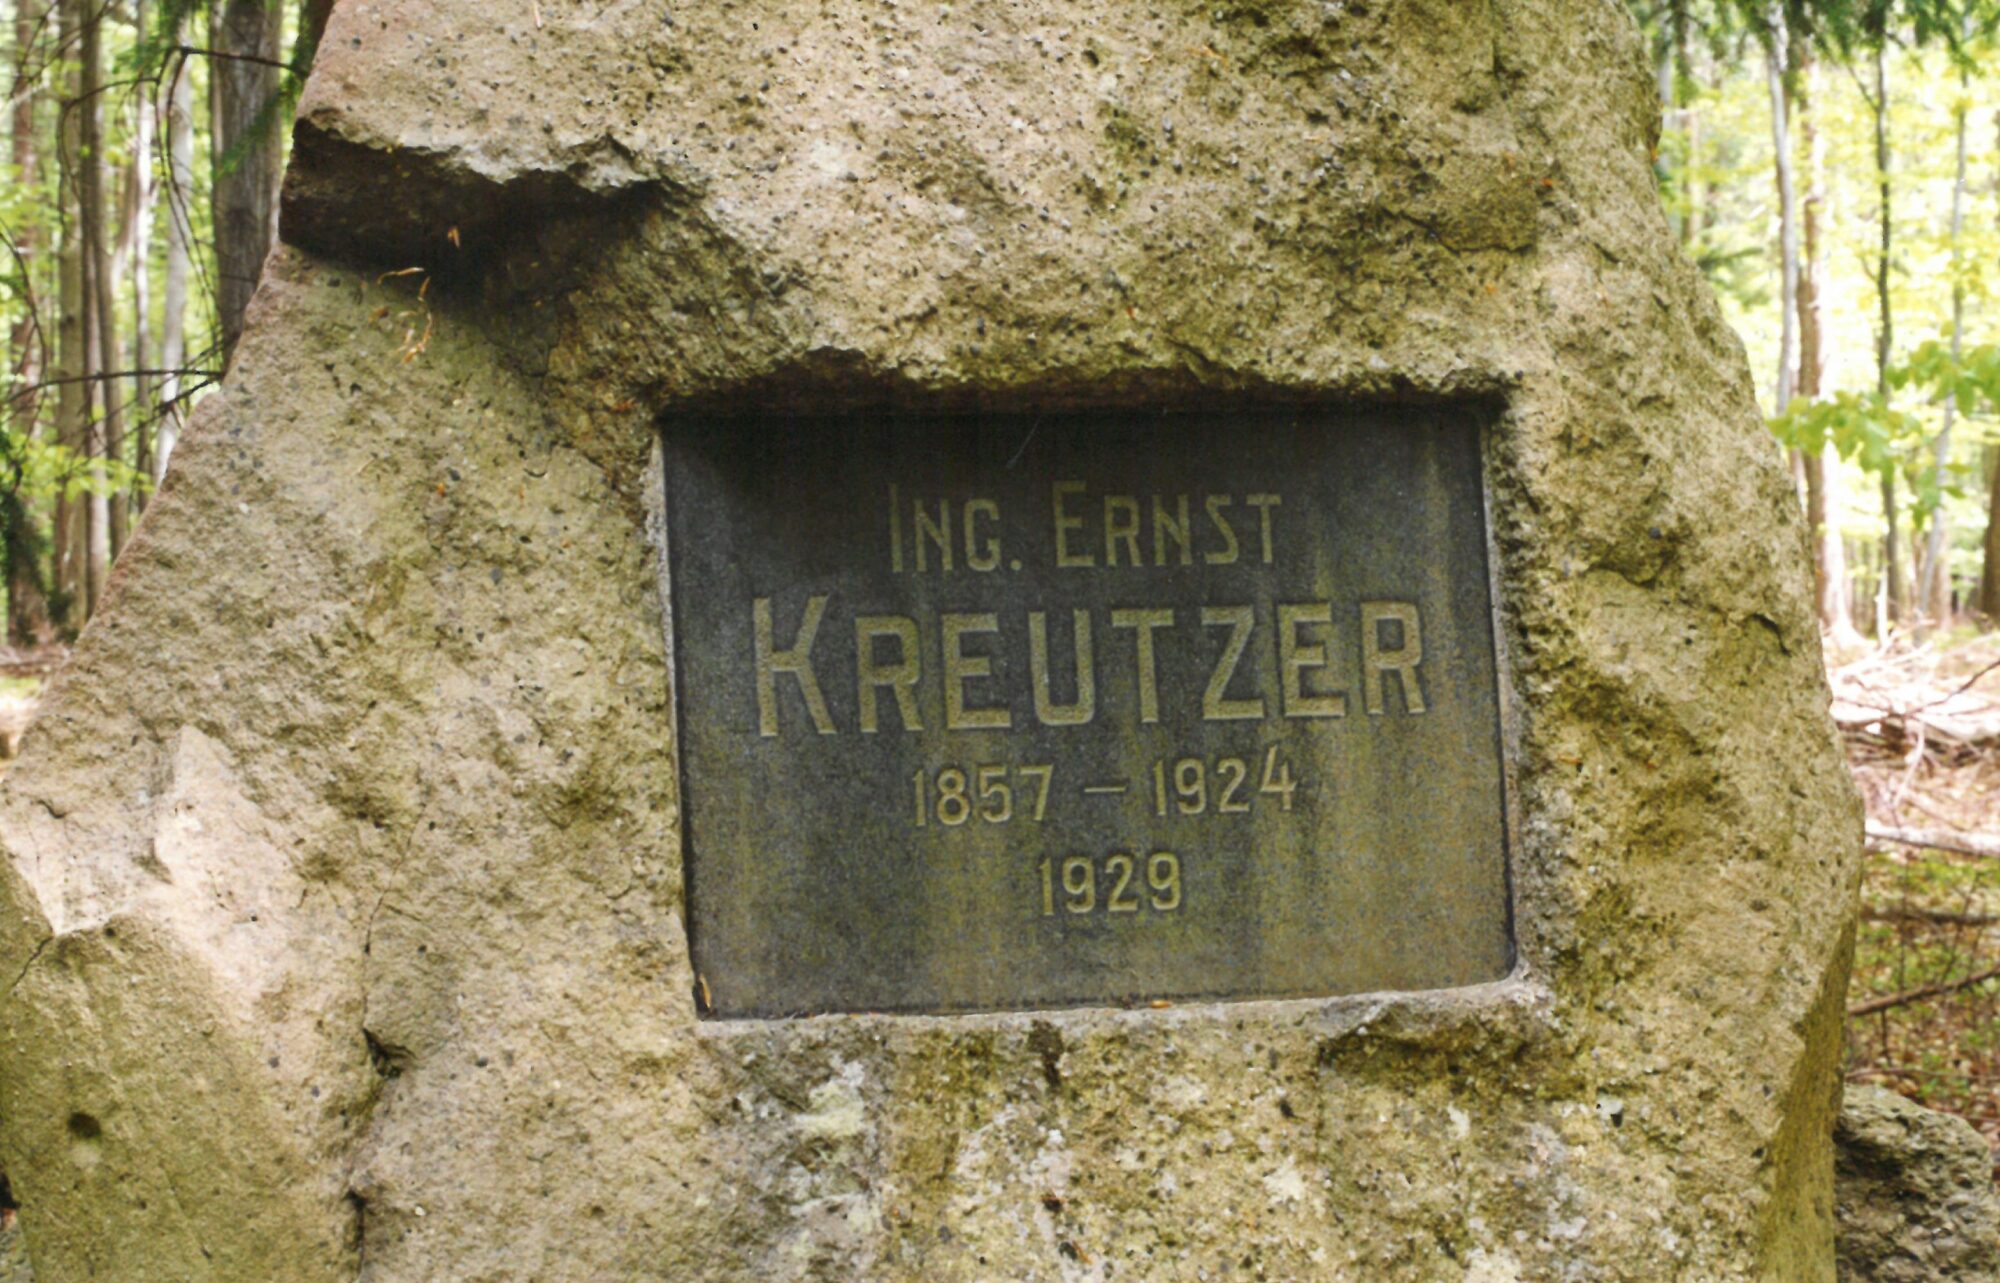 ING. ERNST
KREUTZER
1857 – 1924
1929